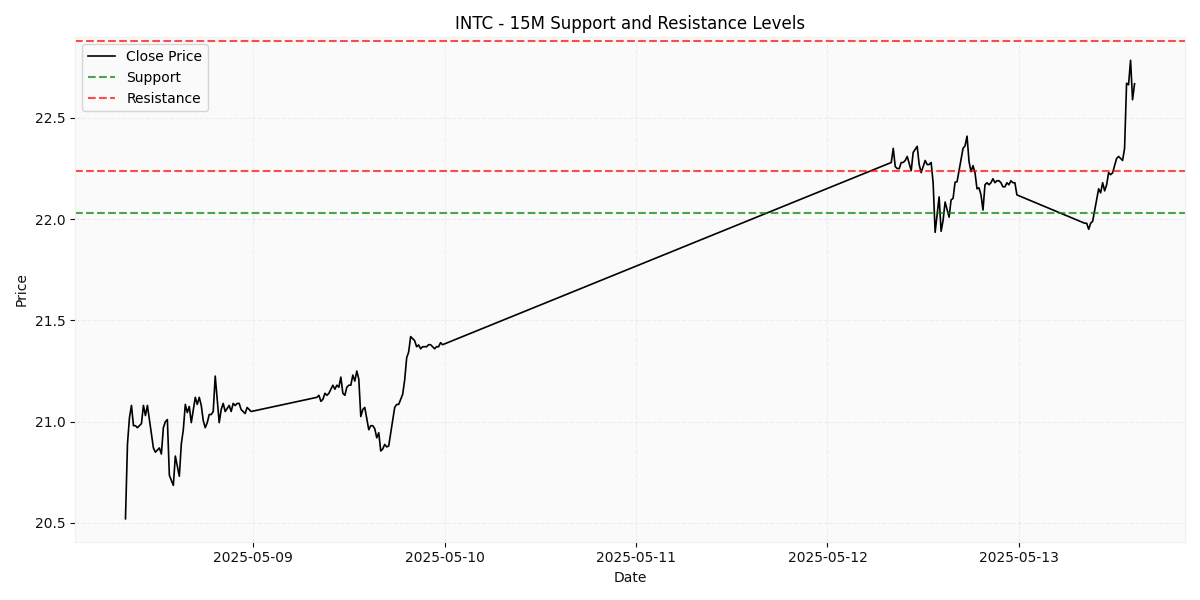 INTC - 15M Support and Resistance Levels
Close Price
Support
Resistance
22.5
22.0
21.5
21.0
20.5
Price
2025-05-09
2025-05-10
2025-05-11
2025-05-12
2025-05-13
Date